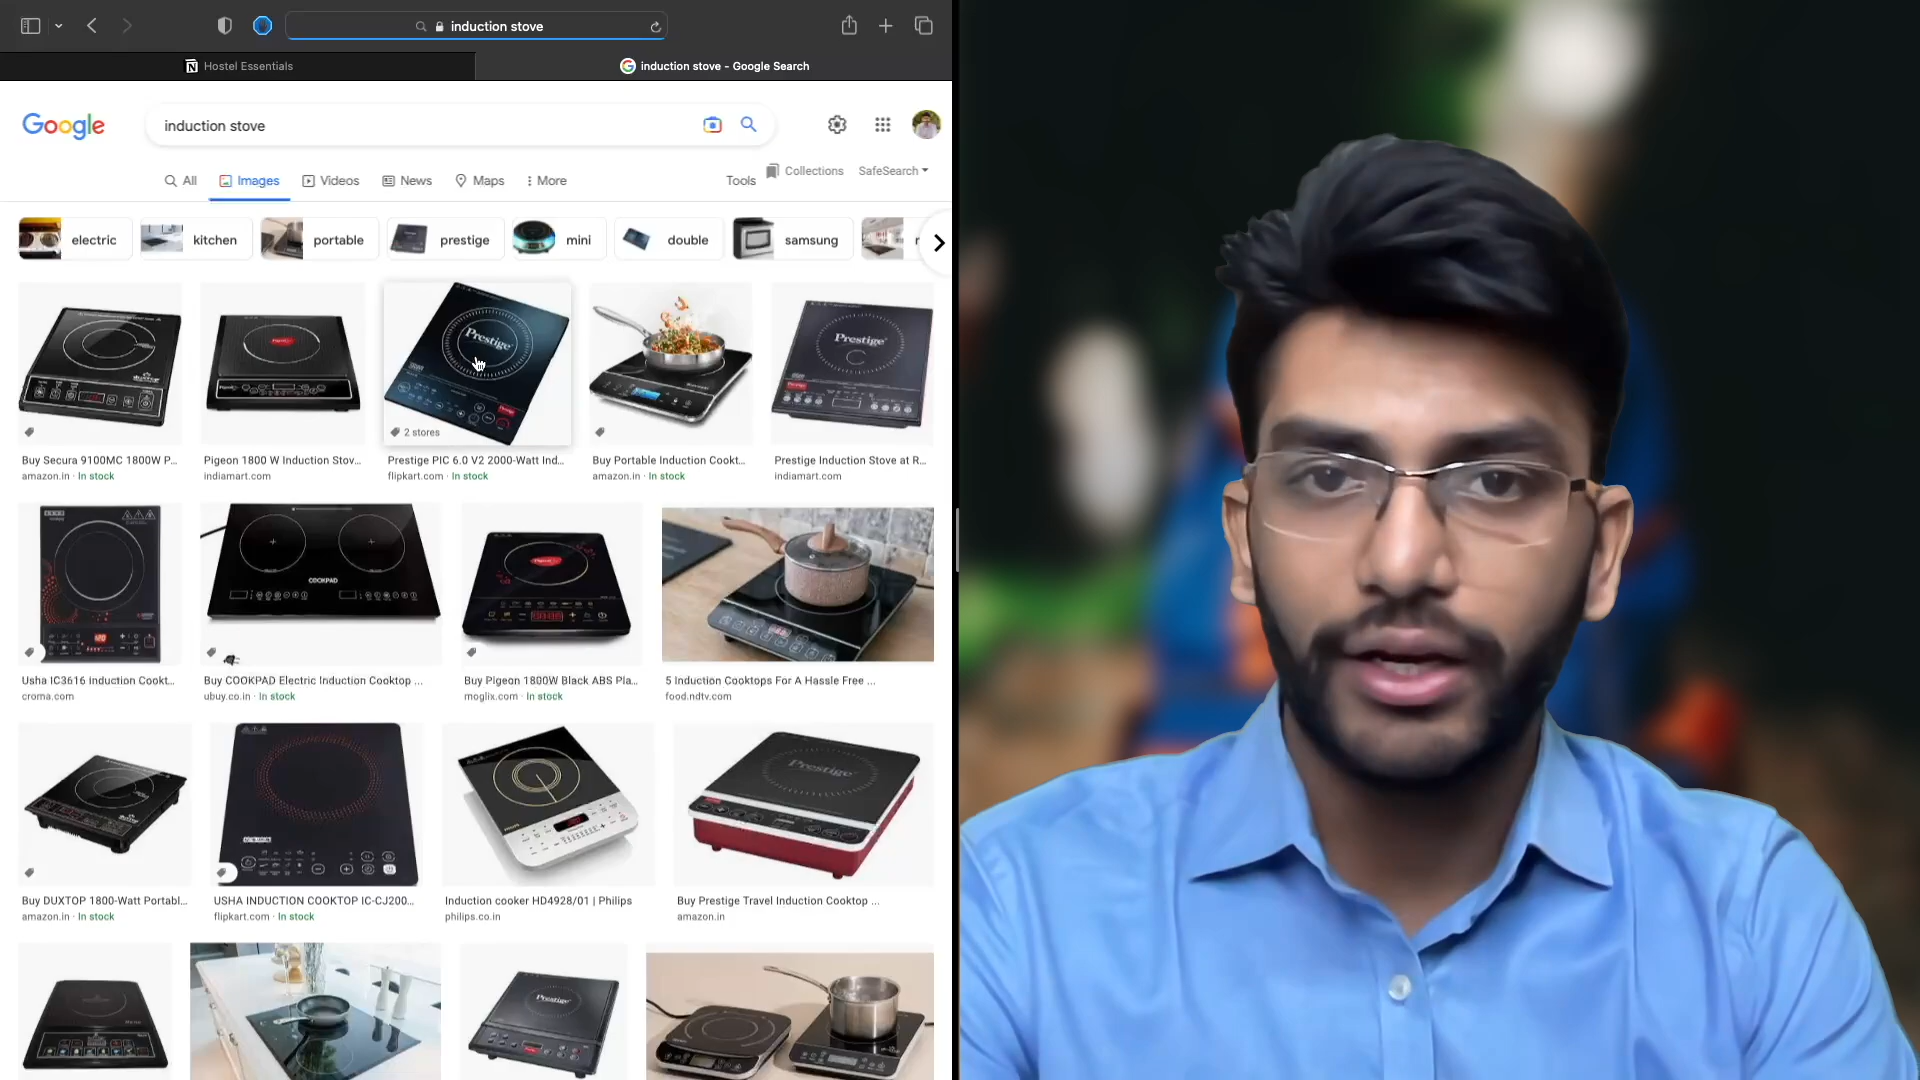 induction stove
Hostel Essentials
induction stove - Google Search
Google
induction stove
All
Images
Videos
News
Maps
More
Tools
Collections
SafeSearch
electric
kitchen
portable
prestige
mini
double
samsung
Prestige
Prestige
2 stores
Buy Secura 9100MC 1800W P...
amazon.in · In stock
Pigeon 1800 W Induction Stov...
indiamart.com
Prestige PIC 6.0 V2 2000-Watt Ind...
flipkart.com · In stock
Buy Portable Induction Cookt...
amazon.in · In stock
Prestige Induction Stove at R...
indiamart.com
COOKPAD
Usha IC3616 Induction Cookt...
croma.com
Buy COOKPAD Electric Induction Cooktop ...
ubuy.co.in · In stock
Buy Pigeon 1800W Black ABS Pla...
moglix.com · In stock
5 Induction Cooktops For A Hassle Free ...
food.ndtv.com
Prestige
Buy DUXTOP 1800-Watt Portabl...
amazon.in · In stock
USHA INDUCTION COOKTOP IC-CJ200...
flipkart.com · In stock
Induction cooker HD4928/01 | Philips
philips.co.in
Buy Prestige Travel Induction Cooktop ...
amazon.in
Prestige